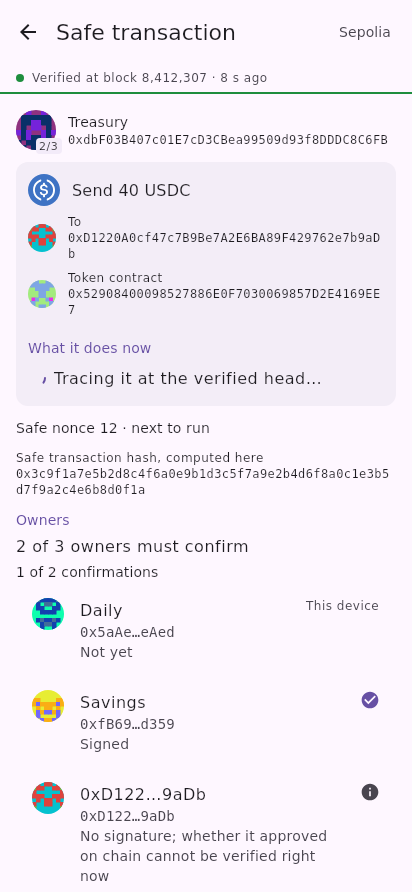 Safe transaction
Sepolia
Verified at block 8,412,307 · 8 s ago
Treasury
0xdbF03B407c01E7cD3CBea99509d93f8DDDC8C6FB
2/3
Send 40 USDC
To
0xD1220A0cf47c7B9Be7A2E6BA89F429762e7b9aD
b
Token contract
0x52908400098527886E0F7030069857D2E4169EE
7
What it does now
Tracing it at the verified head…
Safe nonce 12 · next to run
Safe transaction hash, computed here
0x3c9f1a7e5b2d8c4f6a0e9b1d3c5f7a9e2b4d6f8a0c1e3b5
d7f9a2c4e6b8d0f1a
Owners
2 of 3 owners must confirm
1 of 2 confirmations
Daily
This device
0x5aAe…eAed
Not yet
Savings
0xfB69…d359
Signed
0xD122…9aDb
0xD122…9aDb
No signature; whether it approved
on chain cannot be verified right
now